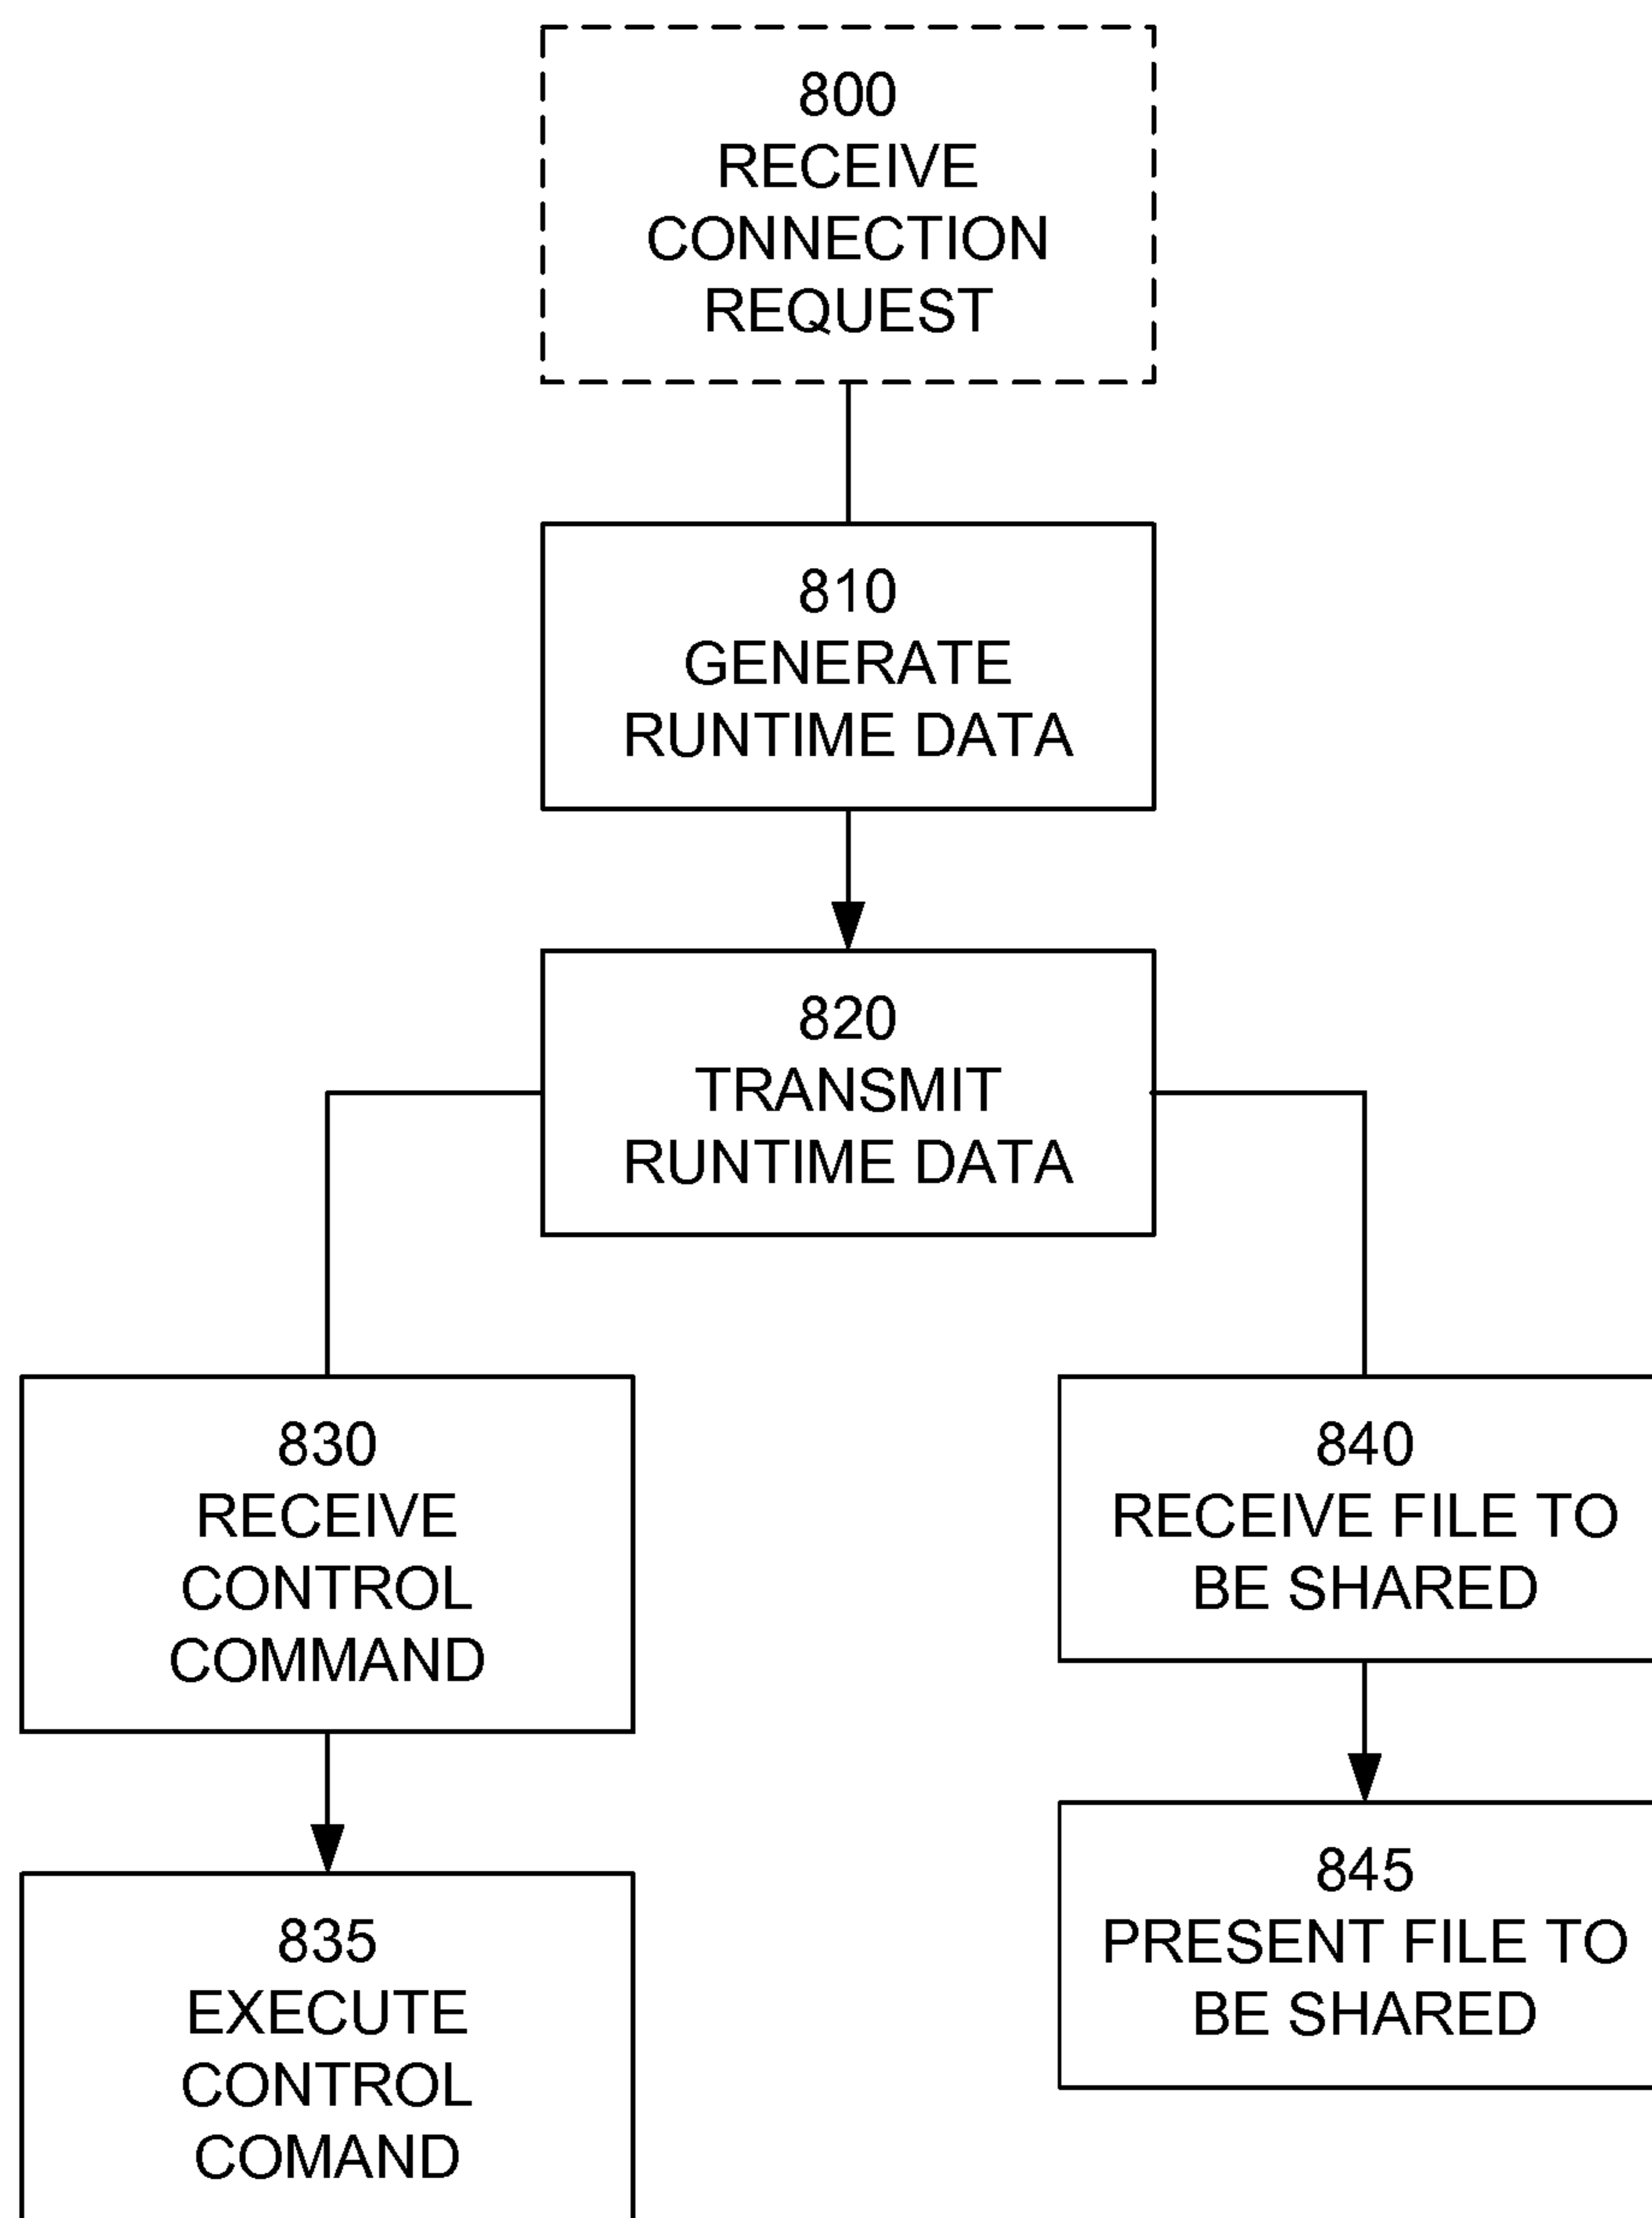 800
RECEIVE
CONNECTION
REQUEST
810
GENERATE
RUNTIME DATA
820
TRANSMIT
RUNTIME DATA
830
RECEIVE
CONTROL
COMMAND
835
EXECUTE
CONTROL
COMAND
840
RECEIVE FILE TO
BE SHARED
845
PRESENT FILE TO
BE SHARED